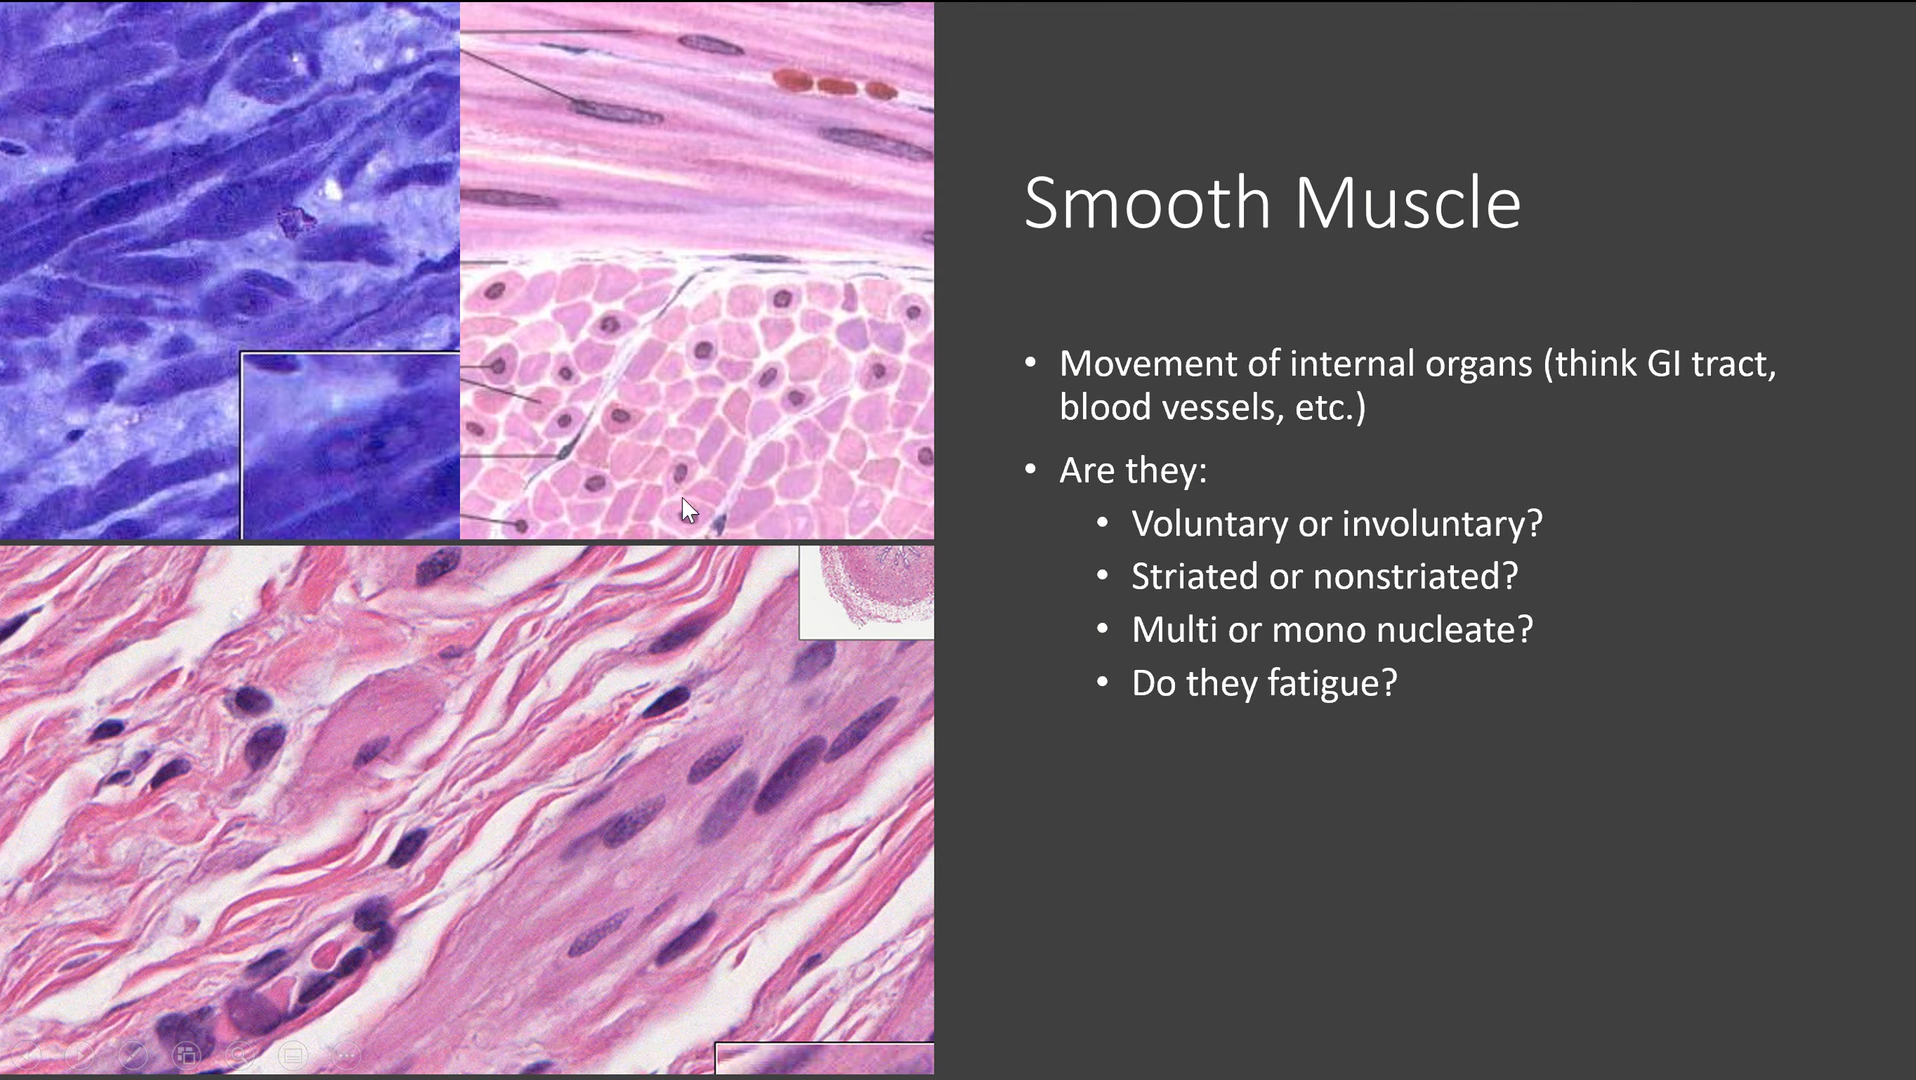 Smooth Muscle
• Movement of internal organs (think GI tract,
blood vessels, etc.)
• Are they:
• Voluntary or involuntary?
• Striated or nonstriated?
• Multi or mono nucleate?
• Do they fatigue?